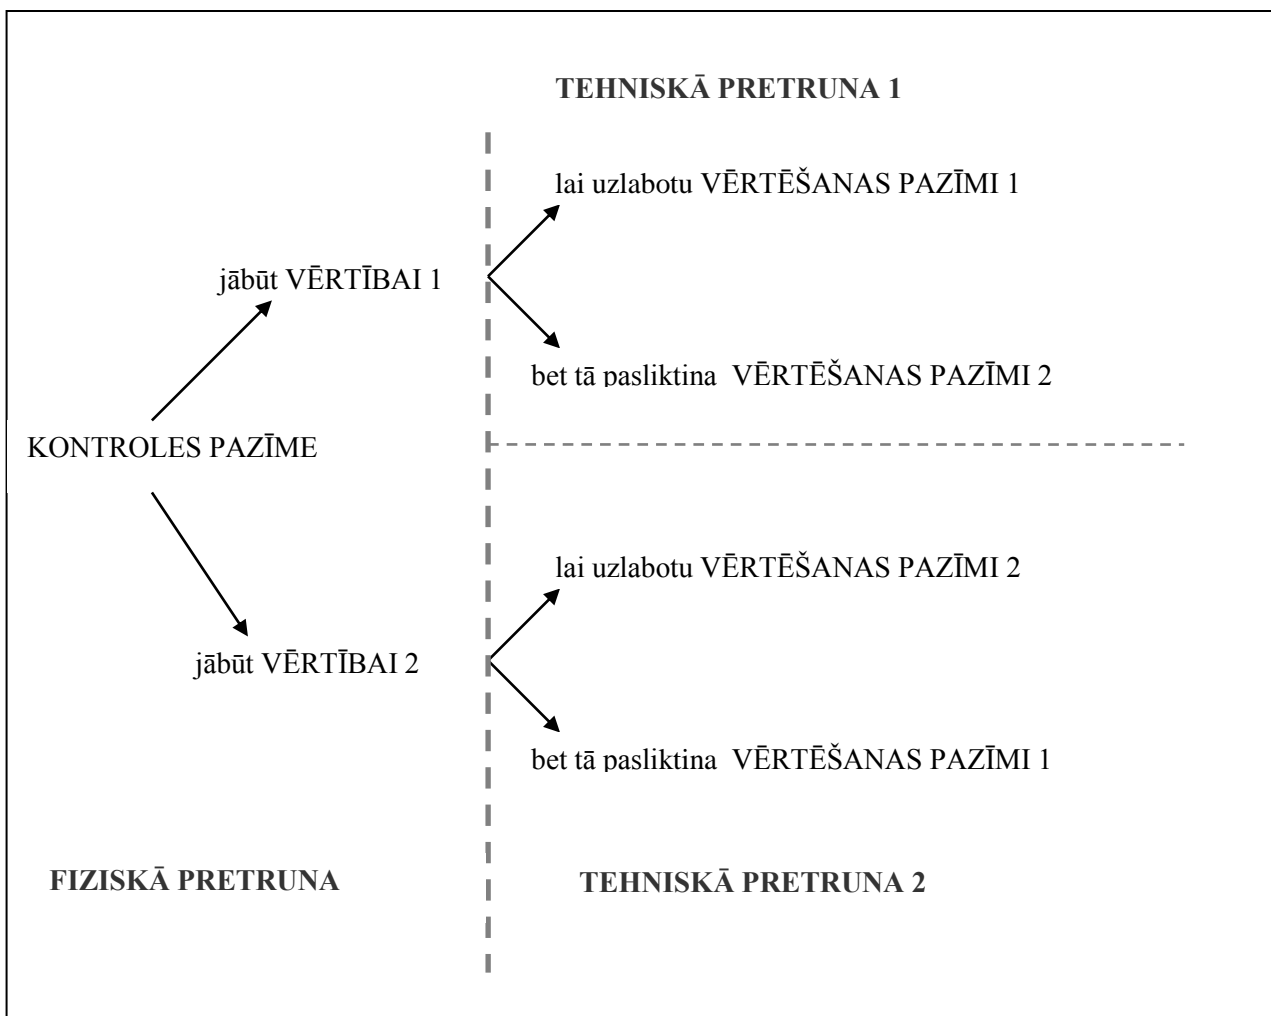 TEHNISKĀ PRETRUNA 1
lai uzlabotu VĒRTĒŠANAS PAZĪMI 1
jābūt VĒRTĪBAI 1
bet tā pasliktina VĒRTĒŠANAS PAZĪMI 2
KONTROLES PAZĪME
lai uzlabotu VĒRTĒŠANAS PAZĪMI 2
jābūt VĒRTĪBAI 2
bet tā pasliktina VĒRTĒŠANAS PAZĪMI 1
FIZISKĀ PRETRUNA
TEHNISKĀ PRETRUNA 2